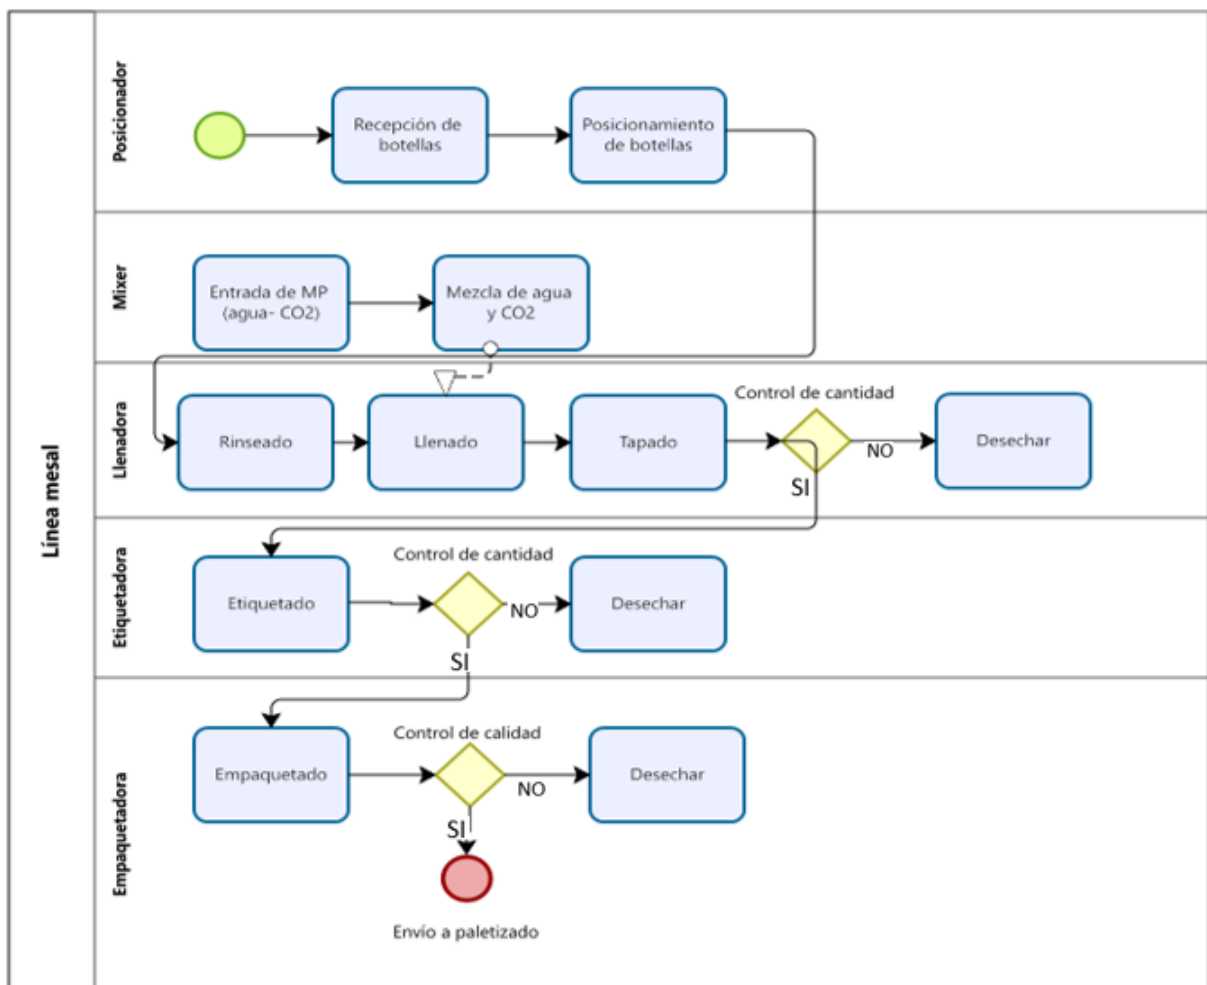 Línea mesal
Posicionador
Recepción de
botellas
Posicionamiento
de botellas
Mixer
Entrada de MP
(agua- CO2)
Mezcla de agua
y CO2
Llenadora
Rinseado
Llenado
Tapado
Control de cantidad
SI
NO
Desechar
Etiquetadora
Etiquetado
Control de cantidad
NO
SI
Desechar
Empaquetadora
Empaquetado
Control de calidad
NO
SI
Desechar
Envío a paletizado